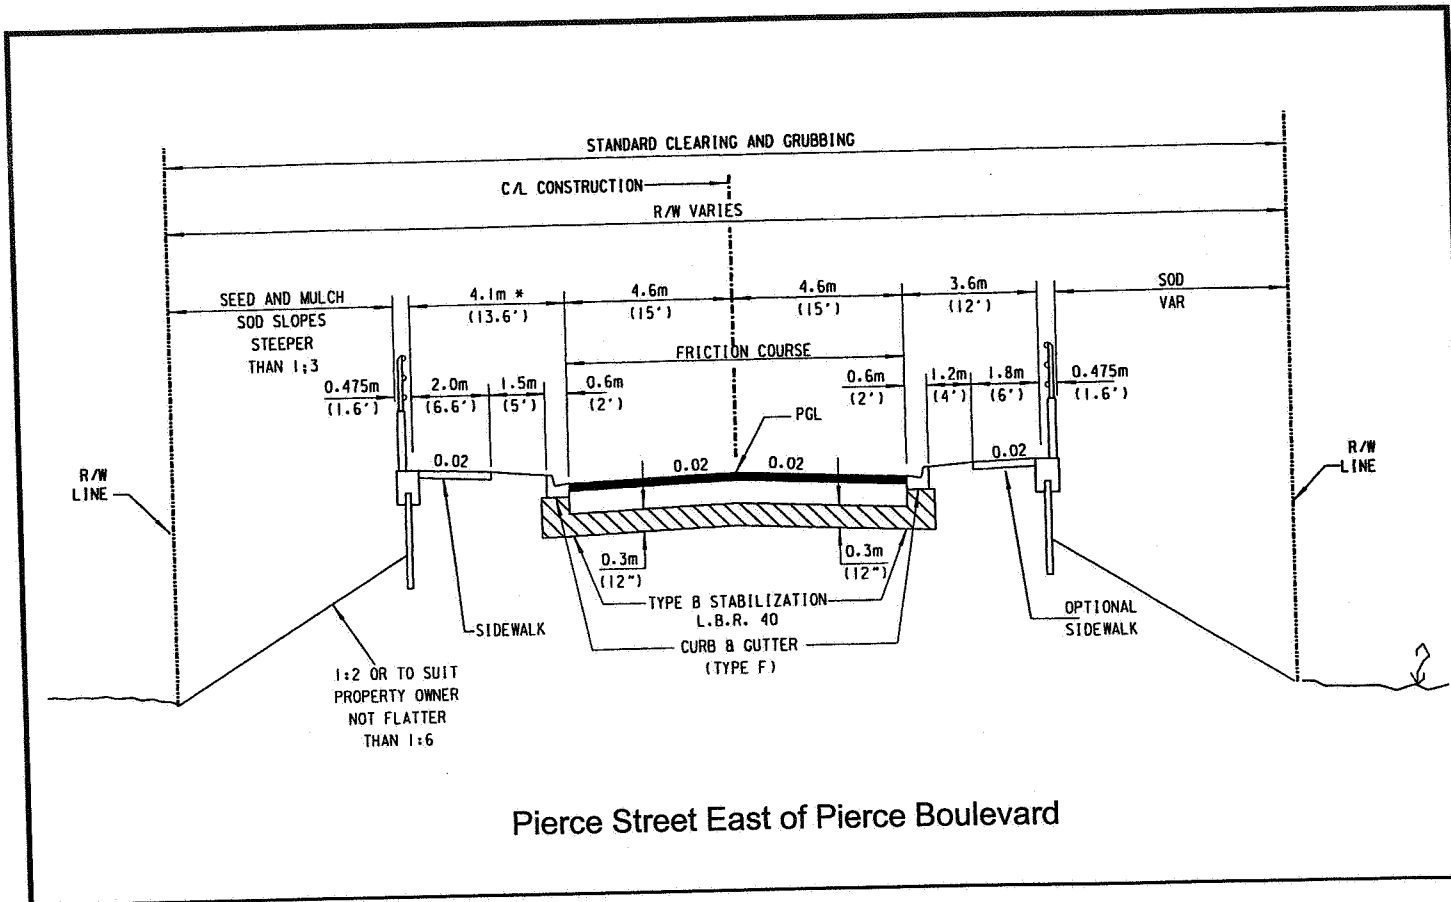 STANDARD CLEARING AND GRUBBING
C/L CONSTRUCTION
R/W VARIES
SEED AND MULCH
SOD SLOPES
STEEPER
THAN 1:3
4.1m *
(13.6')
4.6m
(15')
4.6m
(15')
3.6m
(12')
SOD
VAR
FRICTION COURSE
0.475m
(1.6')
2.0m
(6.6')
1.5m
(5')
0.6m
(2')
0.6m
(2')
1.2m
(4')
1.8m
(6')
0.475m
(1.6')
PGL
R/W
LINE
0.02
0.02
0.02
0.02
R/W
LINE
0.3m
(12")
0.3m
(12")
TYPE B STABILIZATION
L.B.R. 40
SIDEWALK
CURB & GUTTER
(TYPE F)
OPTIONAL
SIDEWALK
1:2 OR TO SUIT
PROPERTY OWNER
NOT FLATTER
THAN 1:6
Pierce Street East of Pierce Boulevard